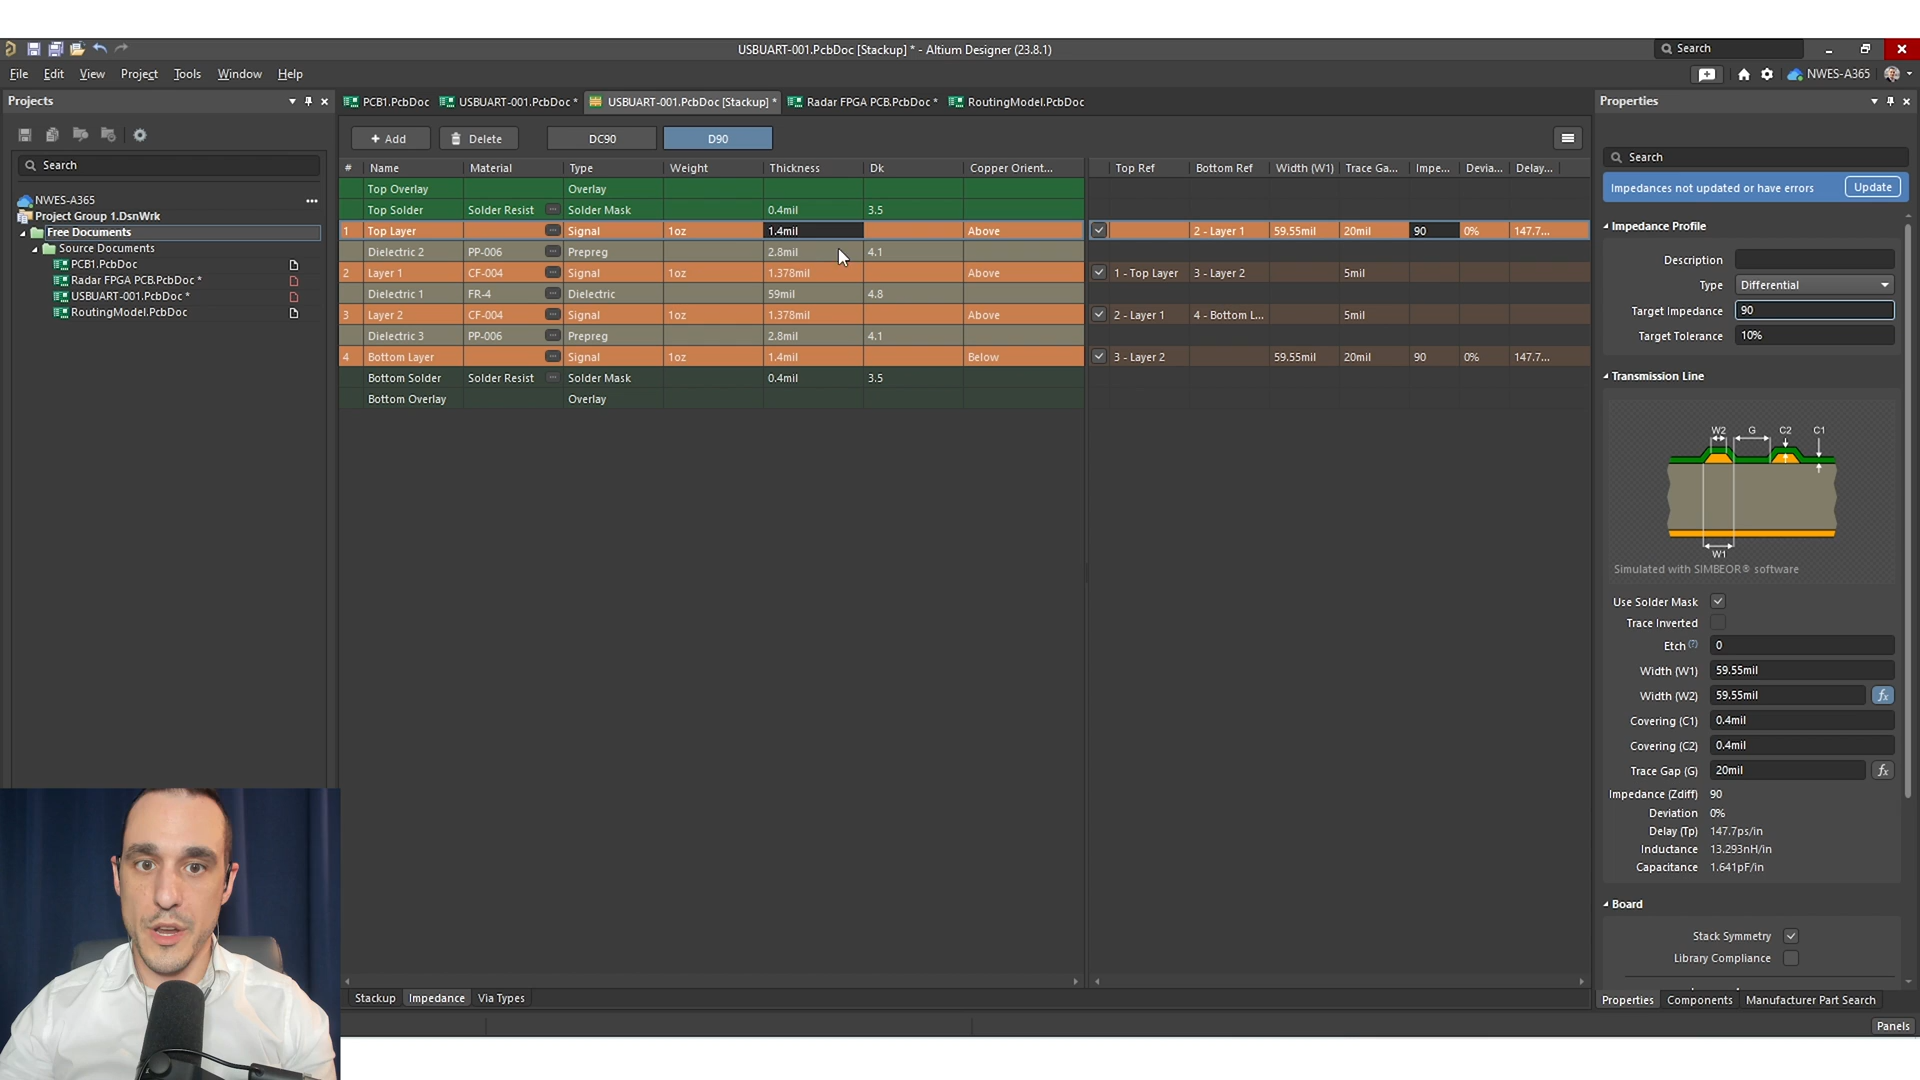 USBUART-001.PcbDoc [Stackup] * - Altium Designer (23.8.1)
Search
File Edit View Project Tools Window Help
NWES-A365
Projects
PCB1.PcbDoc USBUART-001.PcbDoc * USBUART-001.PcbDoc [Stackup] * Radar FPGA PCB.PcbDoc * RoutingModel.PcbDoc
Properties
+ Add Delete DC90 D90
Search
Search
NWES-A365 ...
Project Group 1.DsnWrk
Free Documents
Source Documents
PCB1.PcbDoc
Radar FPGA PCB.PcbDoc *
USBUART-001.PcbDoc *
RoutingModel.PcbDoc
# Name Material Type Weight Thickness Dk Copper Orient... Top Ref Bottom Ref Width (W1) Trace Ga... Impe... Devia... Delay...
Top Overlay Overlay
Top Solder Solder Resist Solder Mask 0.4mil 3.5
1 Top Layer Signal 1oz 1.4mil Above 2 - Layer 1 59.55mil 20mil 90 0% 147.7...
Dielectric 2 PP-006 Prepreg 2.8mil 4.1
2 Layer 1 CF-004 Signal 1oz 1.378mil Above 1 - Top Layer 3 - Layer 2 5mil
Dielectric 1 FR-4 Dielectric 59mil 4.8
3 Layer 2 CF-004 Signal 1oz 1.378mil Above 2 - Layer 1 4 - Bottom L... 5mil
Dielectric 3 PP-006 Prepreg 2.8mil 4.1
4 Bottom Layer Signal 1oz 1.4mil Below 3 - Layer 2 59.55mil 20mil 90 0% 147.7...
Bottom Solder Solder Resist Solder Mask 0.4mil 3.5
Bottom Overlay Overlay
Impedances not updated or have errors Update
Impedance Profile
Description
Type Differential
Target Impedance 90
Target Tolerance 10%
Transmission Line
W2 G C2 C1
W1
Simulated with SIMBEOR® software
Use Solder Mask
Trace Inverted
Etch (?) 0
Width (W1) 59.55mil
Width (W2) 59.55mil fx
Covering (C1) 0.4mil
Covering (C2) 0.4mil
Trace Gap (G) 20mil fx
Impedance (Zdiff) 90
Deviation 0%
Delay (Tp) 147.7ps/in
Inductance 13.293nH/in
Capacitance 1.641pF/in
Board
Stack Symmetry
Library Compliance
Stackup Impedance Via Types
Properties Components Manufacturer Part Search
Panels